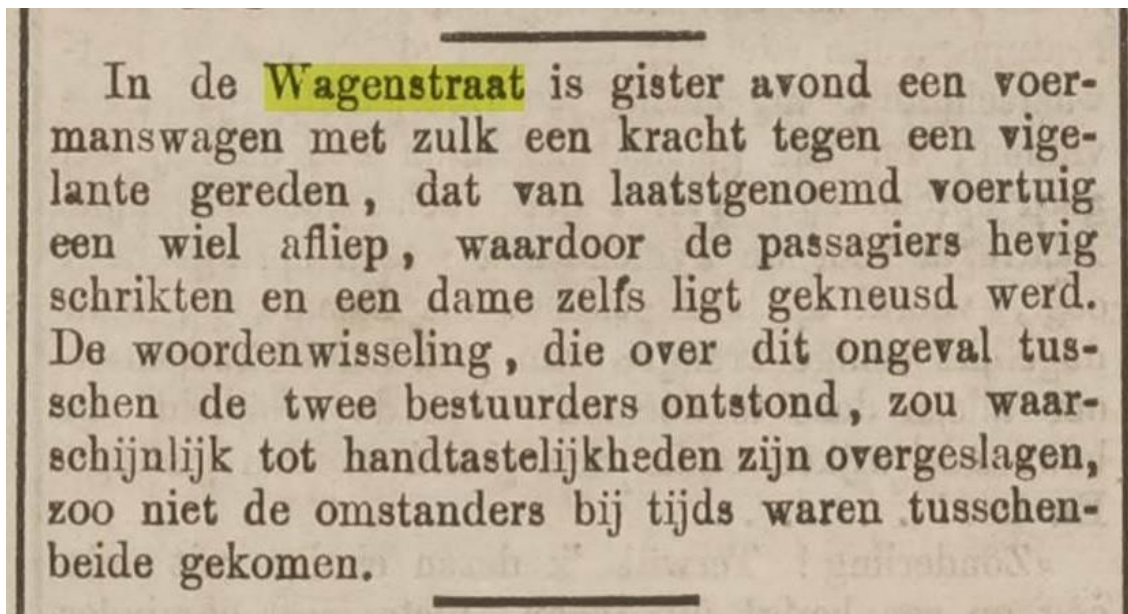 In de Wagenstraat is gister avond een voer-
manswagen met zulk een kracht tegen een vige-
lante gereden, dat van laatstgenoemd voertuig
een wiel afliep, waardoor de passagiers hevig
schrikten en een dame zelfs ligt gekneusd werd.
De woordenwisseling, die over dit ongeval tus-
schen de twee bestuurders ontstond, zou waar-
schijnlijk tot handtastelijkheden zijn overgeslagen,
zoo niet de omstanders bij tijds waren tusschen-
beide gekomen.